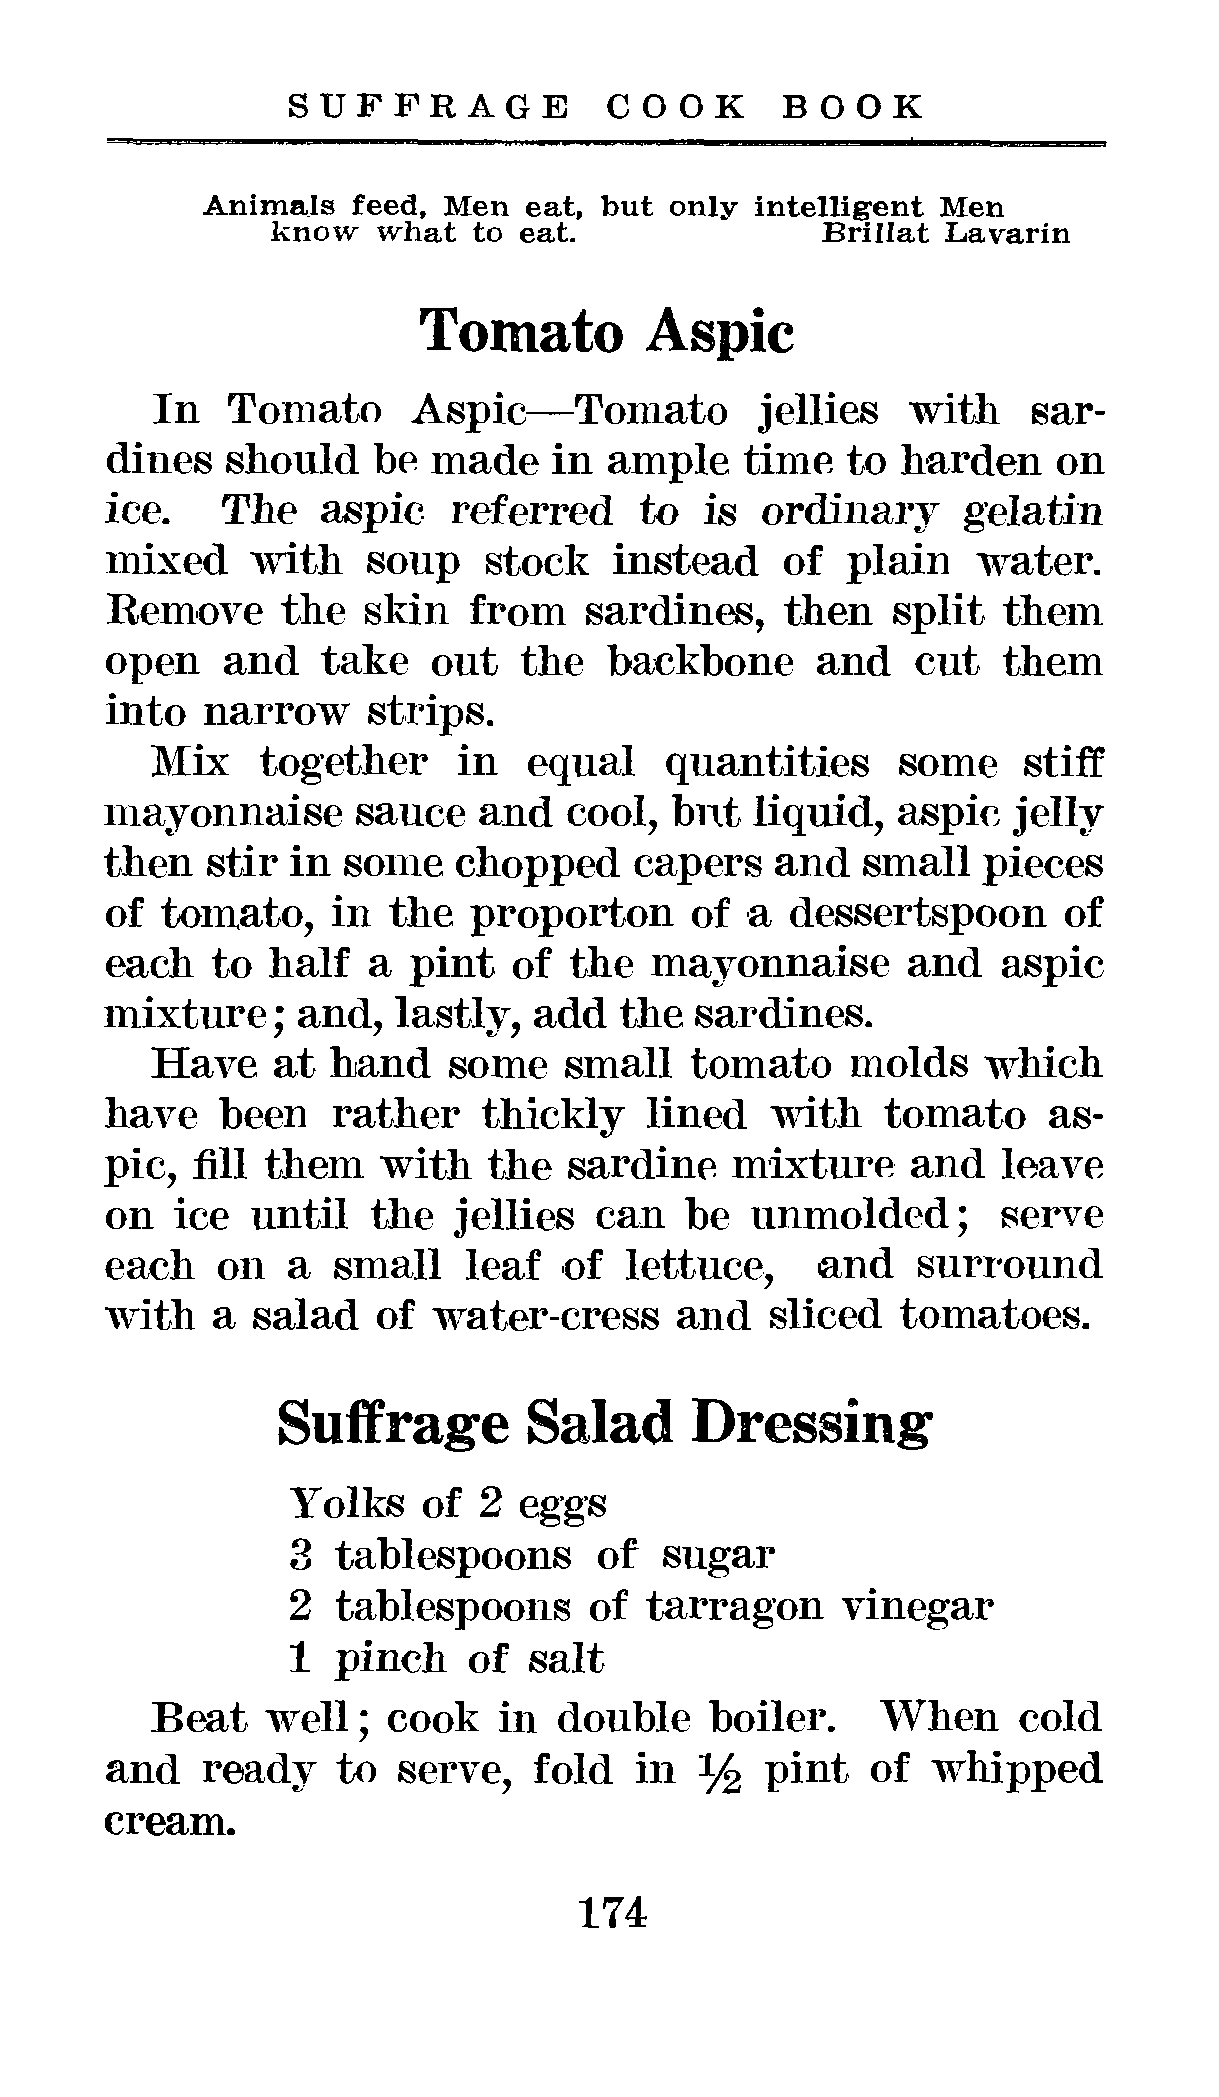 SUFFRAGE COOK BOOK
Animals feed, Men eat, but only intelligent Men
know what to eat. Brillat Lavarin
Tomato Aspic
In Tomato Aspic—Tomato jellies with sar-
dines should be made in ample time to harden on
ice. The aspic referred to is ordinary gelatin
mixed with soup stock instead of plain water.
Remove the skin from sardines, then split them
open and take out the backbone and cut them
into narrow strips.
Mix together in equal quantities some stiff
mayonnaise sauce and cool, but liquid, aspic jelly
then stir in some chopped capers and small pieces
of tomato, in the proporton of a dessertspoon of
each to half a pint of the mayonnaise and aspic
mixture; and, lastly, add the sardines.
Have at hand some small tomato molds which
have been rather thickly lined with tomato as-
pic, fill them with the sardine mixture and leave
on ice until the jellies can be unmolded; serve
each on a small leaf of lettuce, and surround
with a salad of water-cress and sliced tomatoes.
Suffrage Salad Dressing
Yolks of 2 eggs
3 tablespoons of sugar
2 tablespoons of tarragon vinegar
1 pinch of salt
Beat well; cook in double boiler. When cold
and ready to serve, fold in ½ pint of whipped
cream.
174